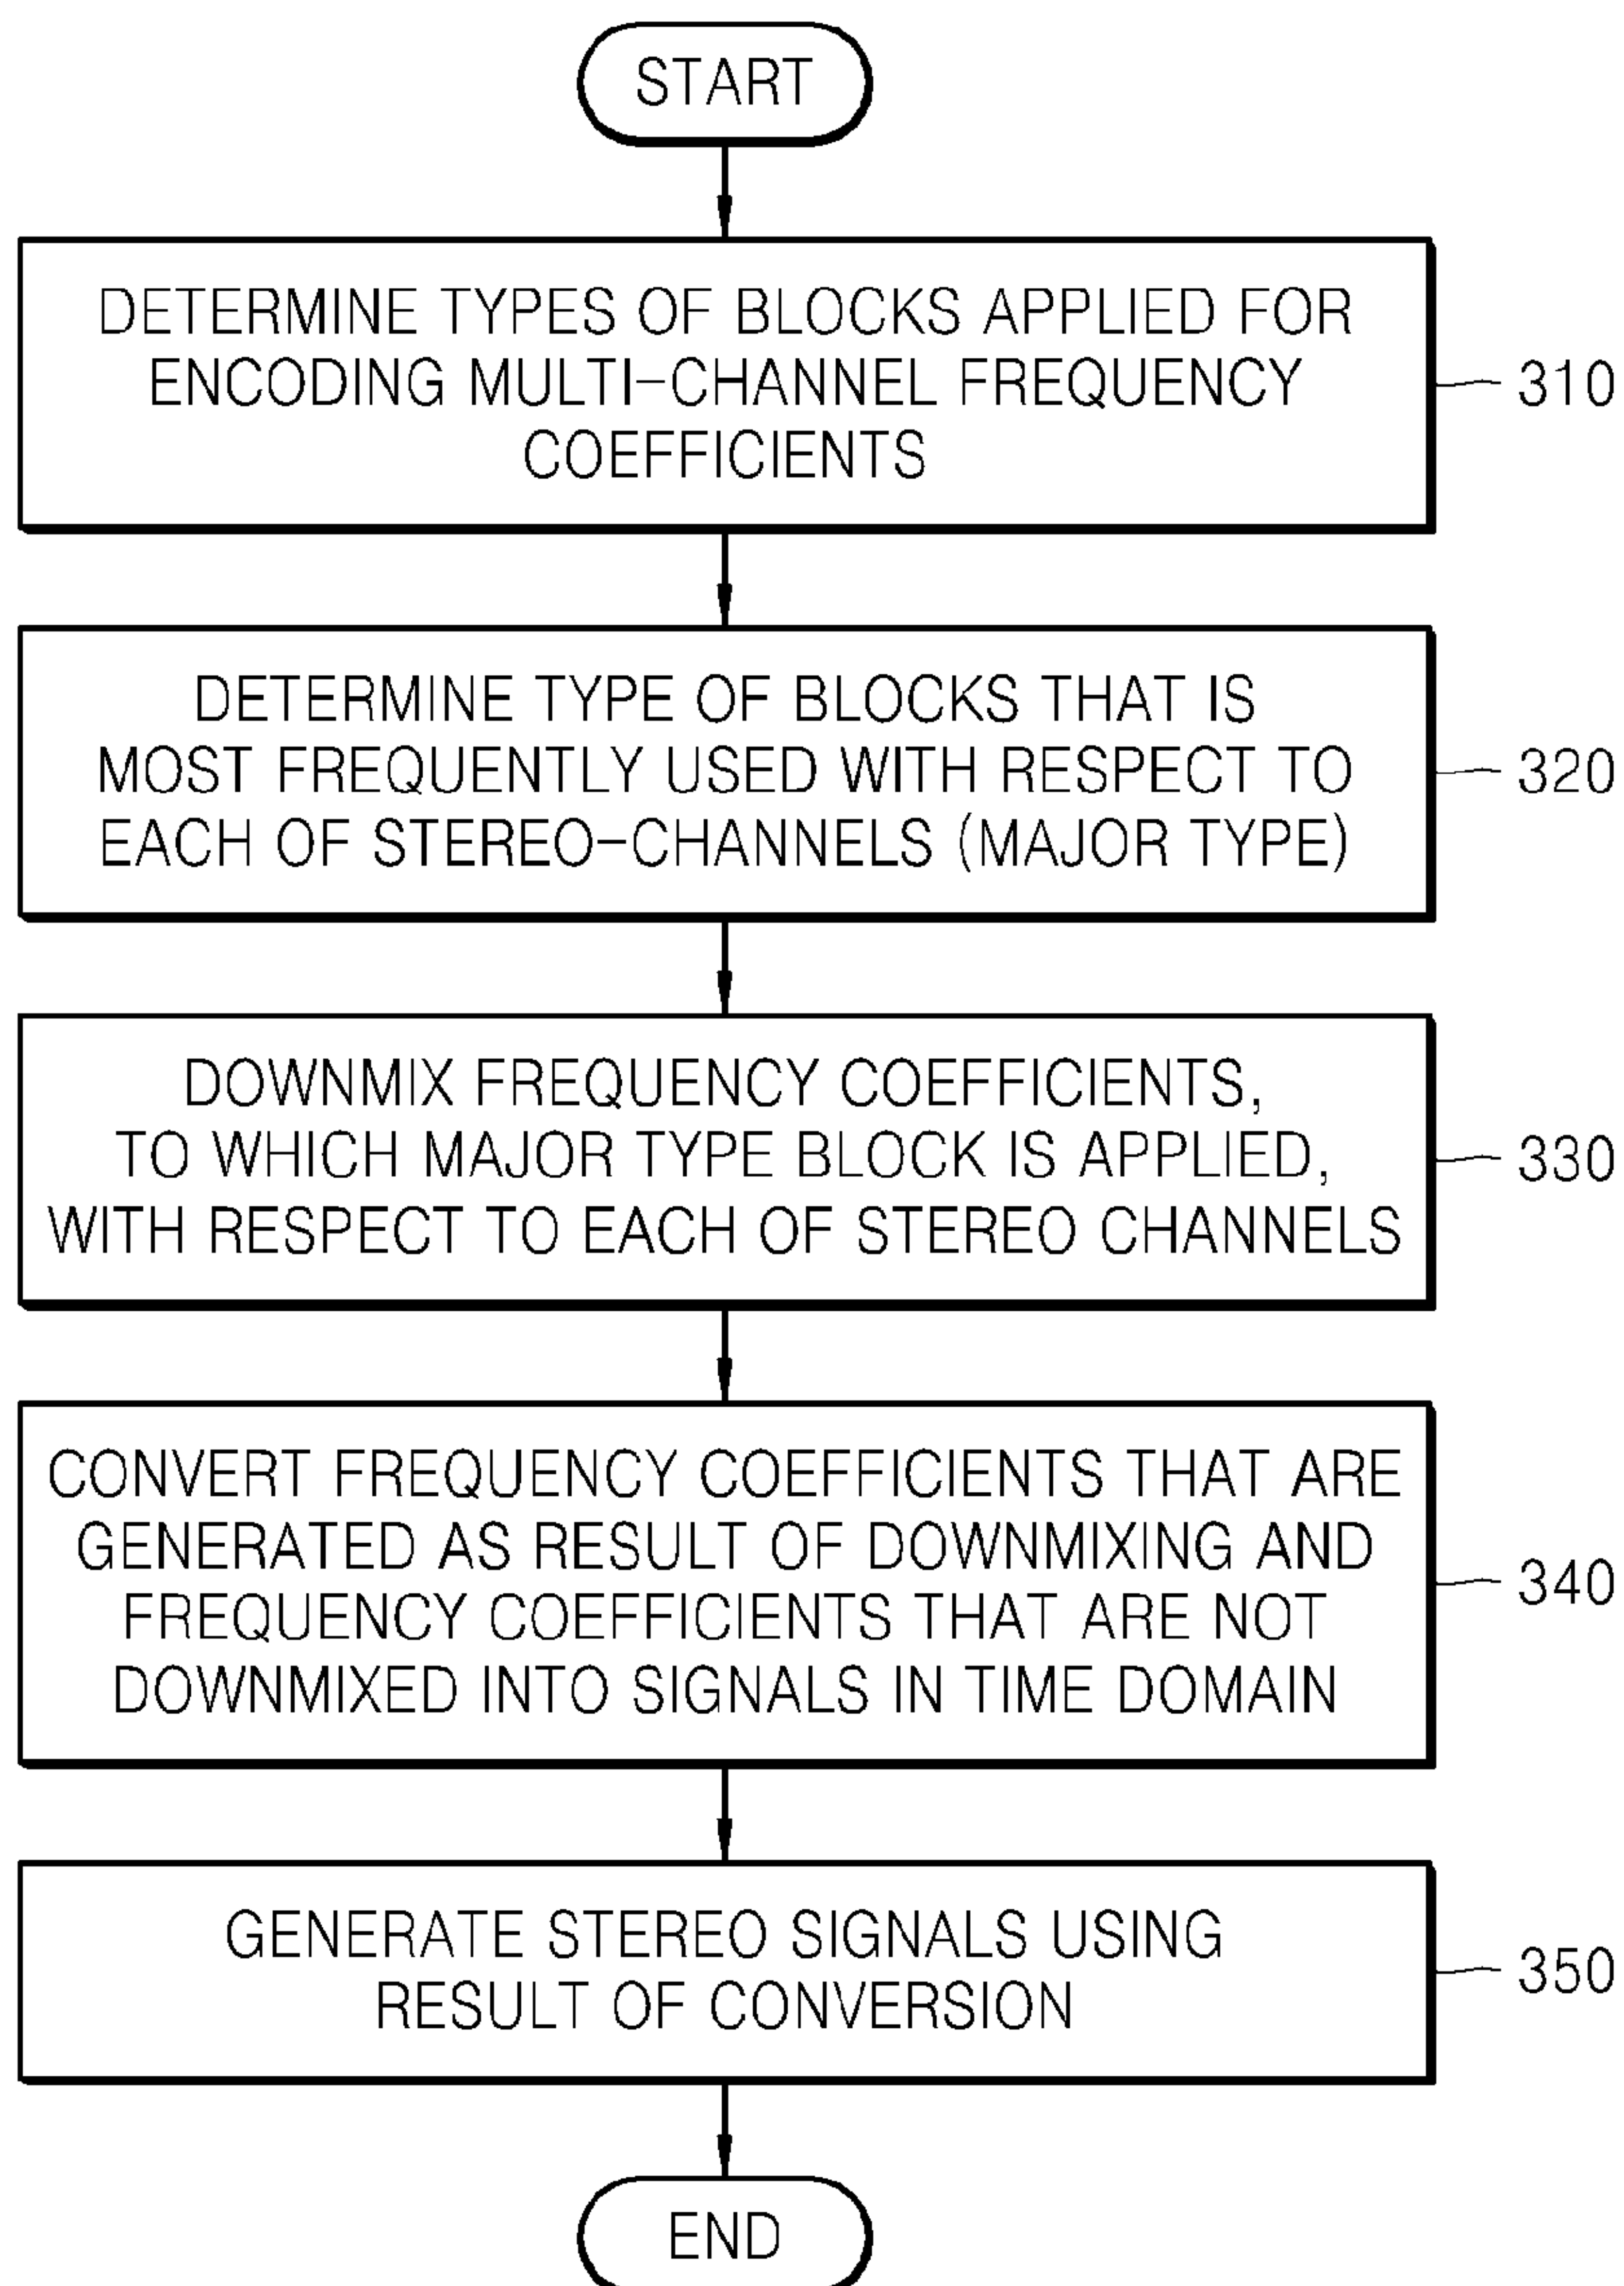 START
DETERMINE TYPES OF BLOCKS APPLIED FOR
ENCODING MULTI-CHANNEL FREQUENCY
COEFFICIENTS
310
DETERMINE TYPE OF BLOCKS THAT IS
MOST FREQUENTLY USED WITH RESPECT TO
EACH OF STEREO-CHANNELS (MAJOR TYPE)
320
DOWNMIX FREQUENCY COEFFICIENTS,
TO WHICH MAJOR TYPE BLOCK IS APPLIED,
WITH RESPECT TO EACH OF STEREO CHANNELS
330
CONVERT FREQUENCY COEFFICIENTS THAT ARE
GENERATED AS RESULT OF DOWNMIXING AND
FREQUENCY COEFFICIENTS THAT ARE NOT
DOWNMIXED INTO SIGNALS IN TIME DOMAIN
340
GENERATE STEREO SIGNALS USING
RESULT OF CONVERSION
350
END